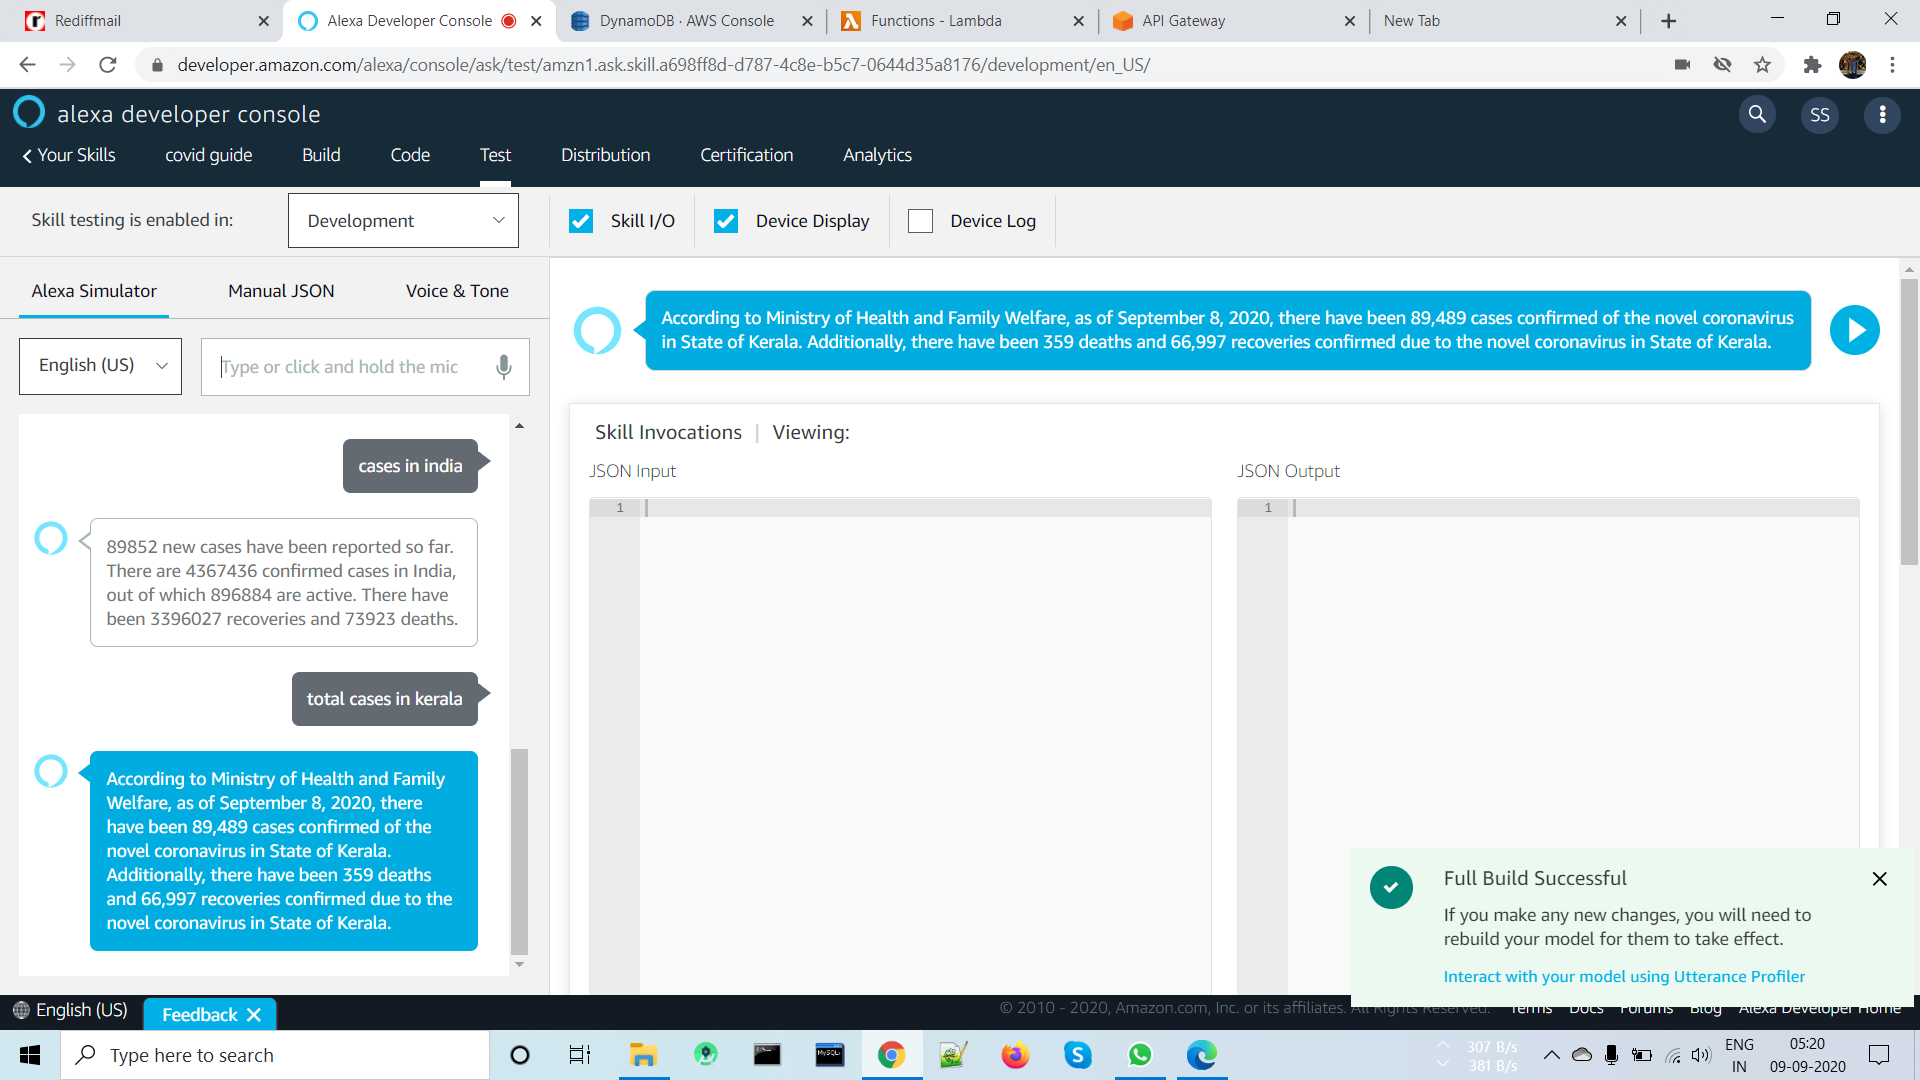 Rediffmail
Alexa Developer Console
DynamoDB · AWS Console
Functions - Lambda
API Gateway
New Tab
developer.amazon.com/alexa/console/ask/test/amzn1.ask.skill.a698ff8d-d787-4c8e-b5c7-0644d35a8176/development/en_US/
alexa developer console
SS
Your Skills
covid guide
Build
Code
Test
Distribution
Certification
Analytics
Skill testing is enabled in:
Development
Skill I/O
Device Display
Device Log
Alexa Simulator
Manual JSON
Voice & Tone
English (US)
Type or click and hold the mic
cases in india
89852 new cases have been reported so far.
There are 4367436 confirmed cases in India,
out of which 896884 are active. There have
been 3396027 recoveries and 73923 deaths.
total cases in kerala
According to Ministry of Health and Family
Welfare, as of September 8, 2020, there
have been 89,489 cases confirmed of the
novel coronavirus in State of Kerala.
Additionally, there have been 359 deaths
and 66,997 recoveries confirmed due to the
novel coronavirus in State of Kerala.
According to Ministry of Health and Family Welfare, as of September 8, 2020, there have been 89,489 cases confirmed of the novel coronavirus
in State of Kerala. Additionally, there have been 359 deaths and 66,997 recoveries confirmed due to the novel coronavirus in State of Kerala.
Skill Invocations | Viewing:
JSON Input
JSON Output
1
1
Full Build Successful
If you make any new changes, you will need to
rebuild your model for them to take effect.
Interact with your model using Utterance Profiler
English (US)
Feedback
© 2010 - 2020, Amazon.com, Inc. or its affiliates. All Rights Reserved.
Terms
Docs
Forums
Blog
Alexa Developer Home
Type here to search
MySQL
307 B/s
381 B/s
ENG
IN
05:20
09-09-2020